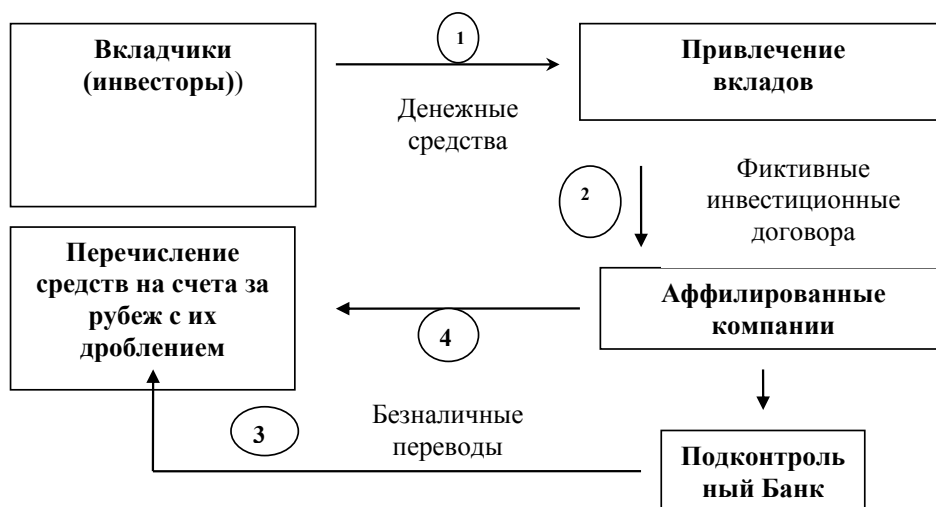 Вкладчики
(инвесторы))
1
Денежные
средства
Привлечение
вкладов
2
Фиктивные
инвестиционные
договора
Перечисление
средств на счета за
рубеж с их
дроблением
4
Аффилированные
компании
3
Безналичные
переводы
Подконтроль
ный Банк